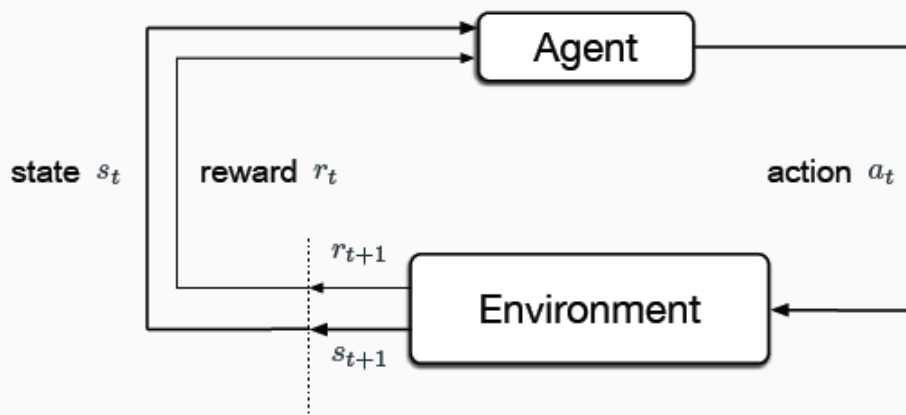 Agent
state s_t
reward r_t
action a_t
r_{t+1}
Environment
s_{t+1}